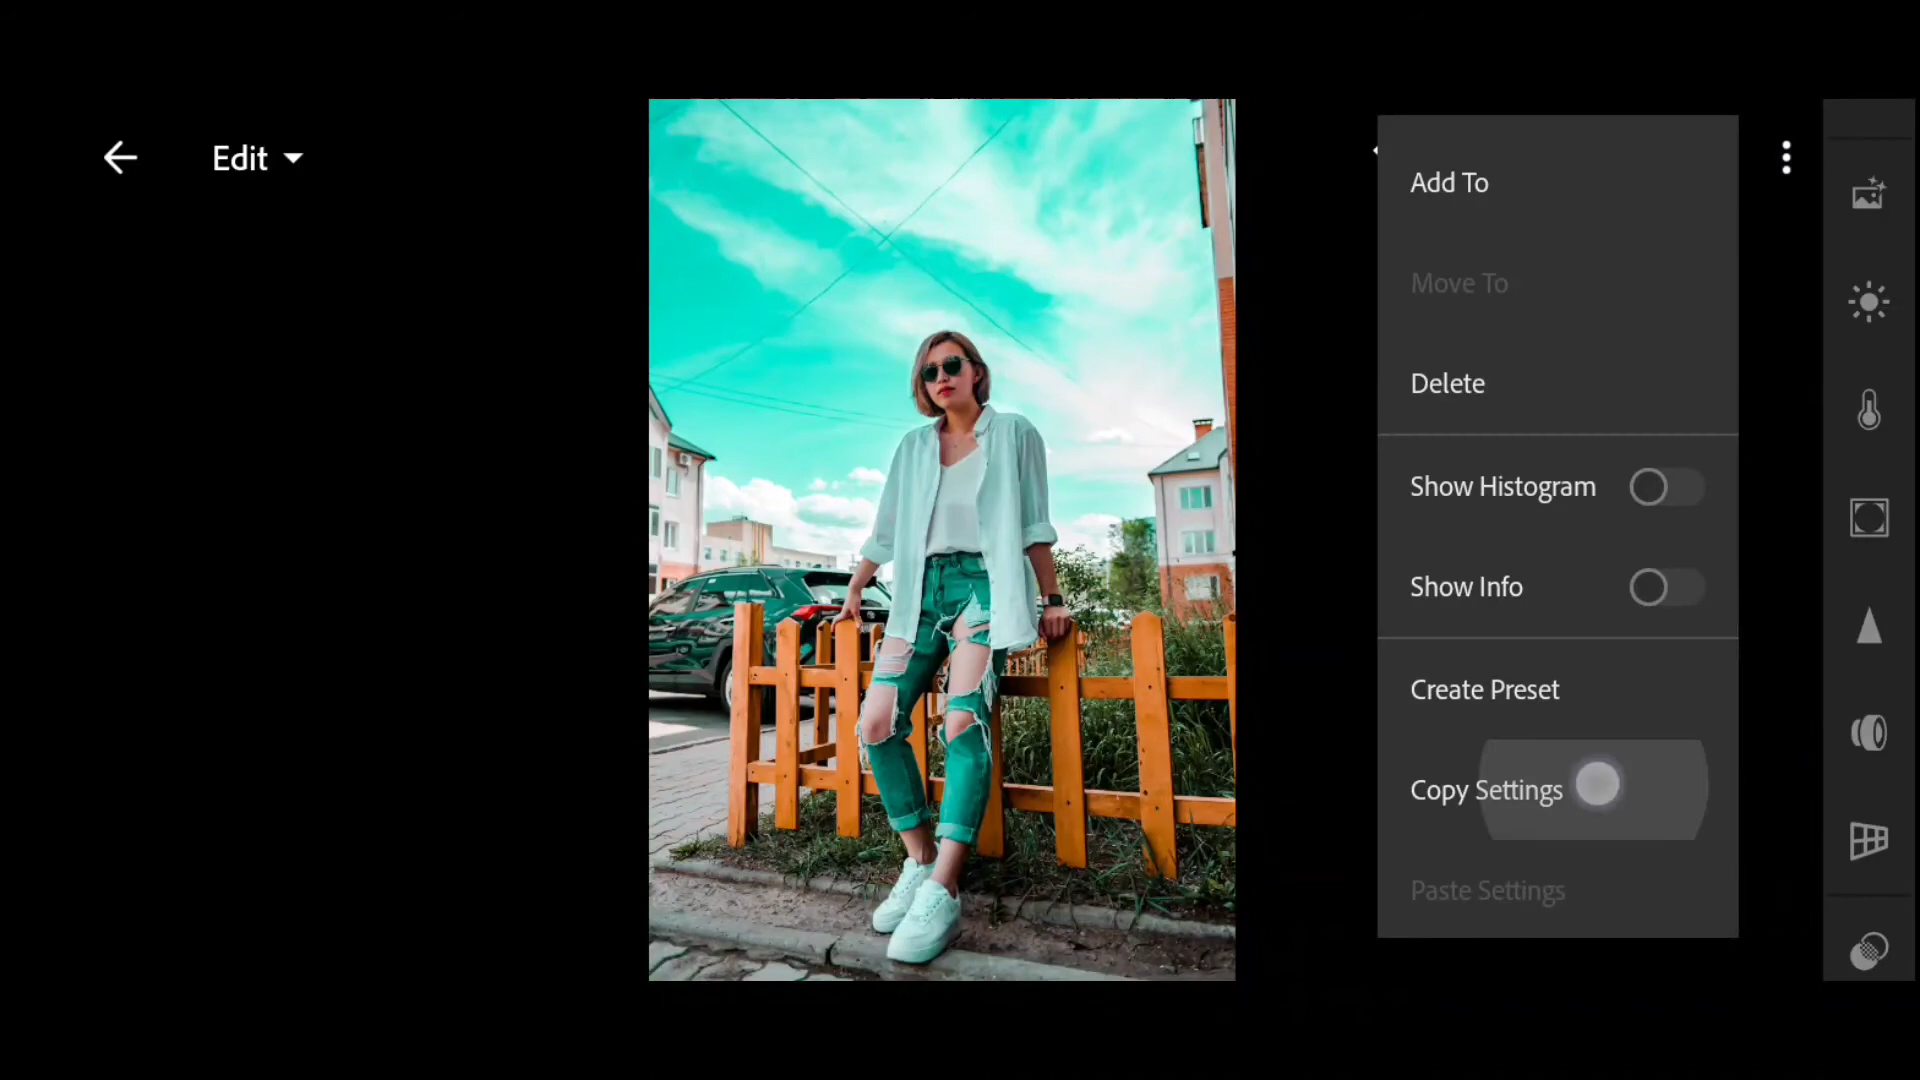 Edit
Add To
Move To
Delete
Show Histogram
Show Info
Create Preset
Copy Settings
Paste Settings